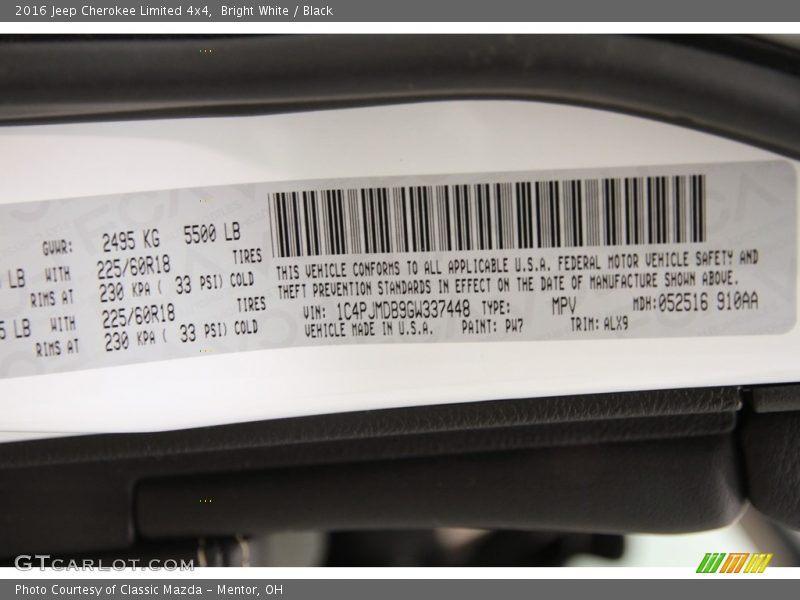 2016 Jeep Cherokee Limited 4x4, Bright White / Black
GVWR: 2495 KG 5500 LB
LB WITH 225/60R18 TIRES
RIMS AT 230 KPA ( 33 PSI) COLD
5 LB WITH 225/60R18 TIRES
RIMS AT 230 KPA ( 33 PSI) COLD
THIS VEHICLE CONFORMS TO ALL APPLICABLE U.S.A. FEDERAL MOTOR VEHICLE SAFETY AND
THEFT PREVENTION STANDARDS IN EFFECT ON THE DATE OF MANUFACTURE SHOWN ABOVE.
VIN: 1C4PJMDB9GW337448 TYPE: MPV MDH:052516 910AA
VEHICLE MADE IN U.S.A. PAINT: PW7 TRIM: ALX9
GTCARLOT.COM
Photo Courtesy of Classic Mazda - Mentor, OH